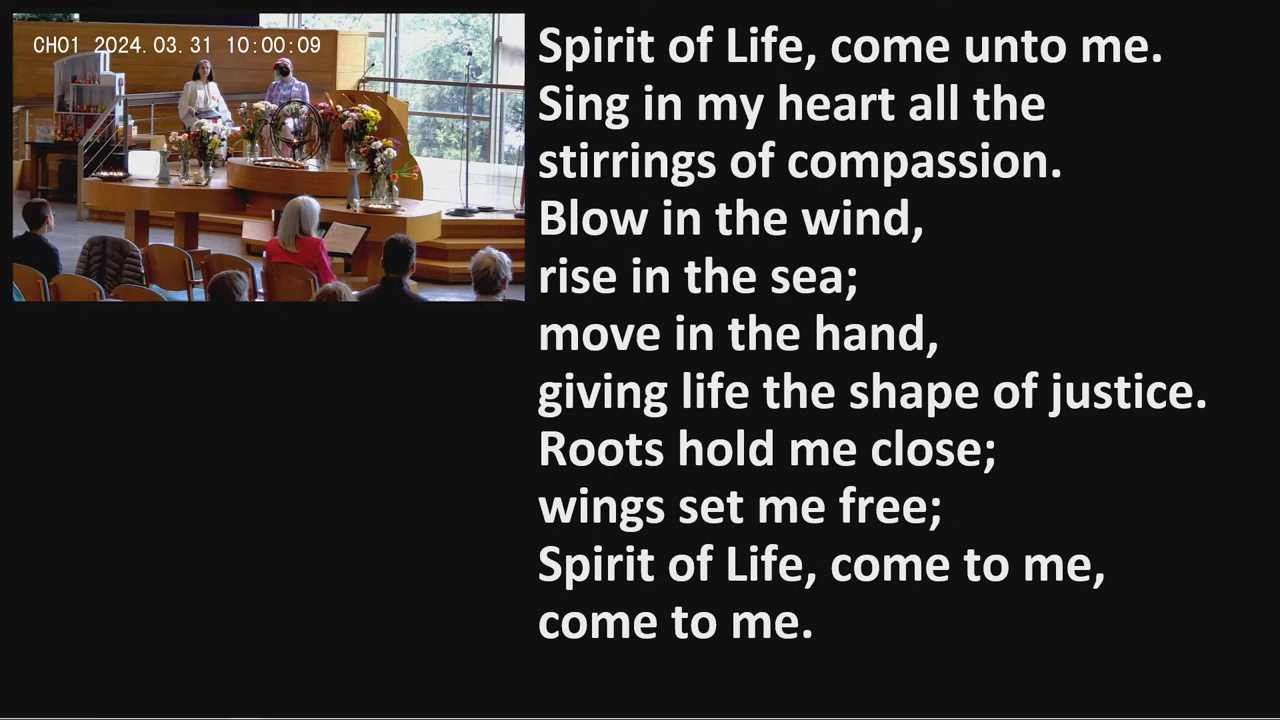 CH01 2024.03.31 10:00:09
Spirit of Life, come unto me.
Sing in my heart all the
stirrings of compassion.
Blow in the wind,
rise in the sea;
move in the hand,
giving life the shape of justice.
Roots hold me close;
wings set me free;
Spirit of Life, come to me,
come to me.